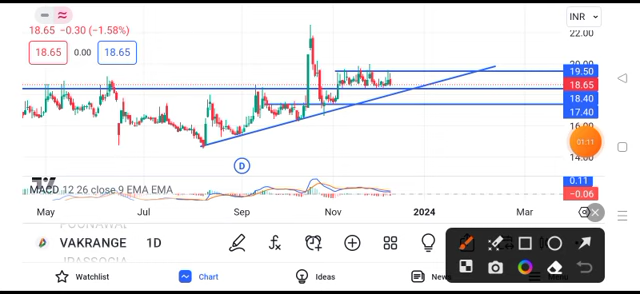 INR
18.65 −0.30 (−1.58%)
18.65 0.00 18.65
22.00
19.50
18.65
18.40
17.40
16.00
14.00
01:11
D
MACD 12 26 close 9 EMA EMA
0.11
−0.06
May Jul Sep Nov 2024 Mar
VAKRANGE 1D
Watchlist Chart Ideas News